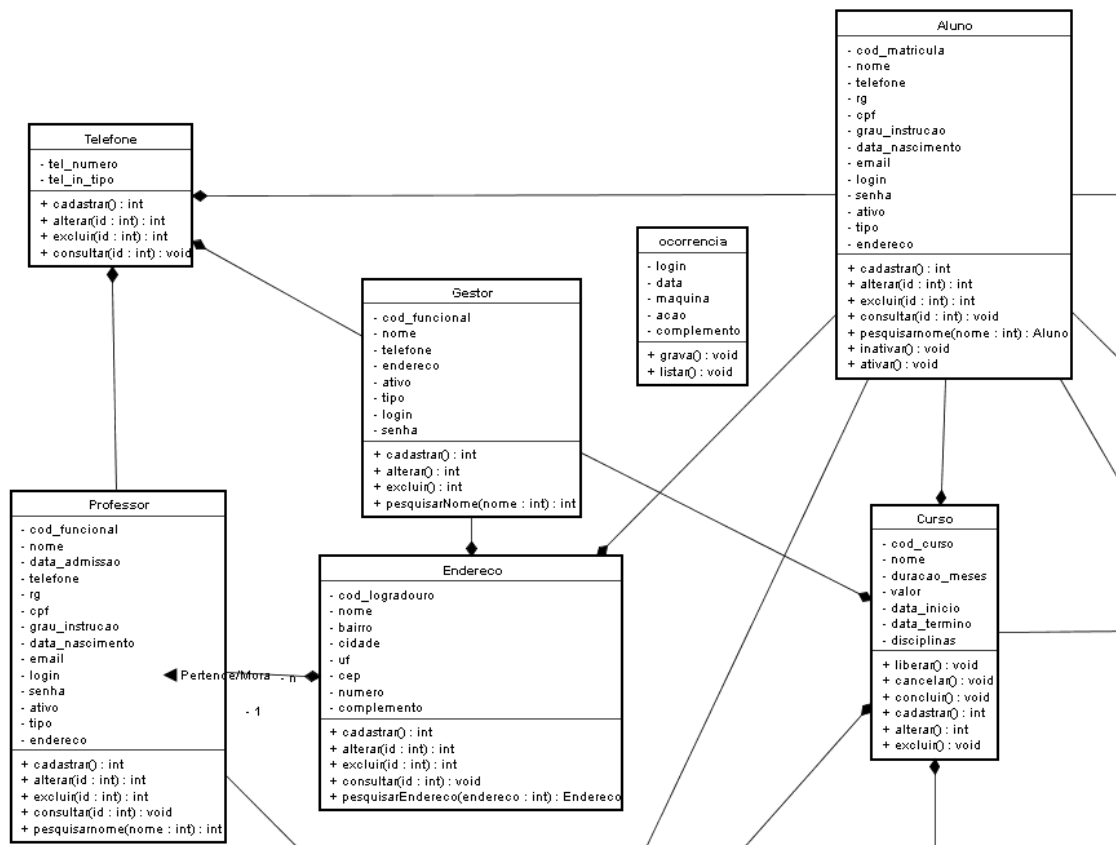 Aluno
- cod_matricula
- nome
- telefone
- rg
- cpf
- grau_instrucao
- data_nascimento
- email
- login
- senha
- ativo
- tipo
- endereco
+ cadastrar() : int
+ alterar(id : int) : int
+ excluir(id : int) : int
+ consultar(id : int) : void
+ pesquisarnome(nome : int) : Aluno
+ inativar() : void
+ ativar() : void
Telefone
- tel_numero
- tel_in_tipo
+ cadastrar() : int
+ alterar(id : int) : int
+ excluir(id : int) : int
+ consultar(id : int) : void
ocorrencia
- login
- data
- maquina
- acao
- complemento
+ grava() : void
+ listar() : void
Gestor
- cod_funcional
- nome
- telefone
- endereco
- ativo
- tipo
- login
- senha
+ cadastrar() : int
+ alterar() : int
+ excluir() : int
+ pesquisarNome(nome : int) : int
Professor
- cod_funcional
- nome
- data_admissao
- telefone
- rg
- cpf
- grau_instrucao
- data_nascimento
- email
- login
- senha
- ativo
- tipo
- endereco
+ cadastrar() : int
+ alterar(id : int) : int
+ excluir(id : int) : int
+ consultar(id : int) : void
+ pesquisarnome(nome : int) : int
Pertence/Mora
- n
- 1
Endereco
- cod_logradouro
- nome
- bairro
- cidade
- uf
- cep
- numero
- complemento
+ cadastrar() : int
+ alterar(id : int) : int
+ excluir(id : int) : int
+ consultar(id : int) : void
+ pesquisarEndereco(endereco : int) : Endereco
Curso
- cod_curso
- nome
- duracao_meses
- valor
- data_inicio
- data_termino
- disciplinas
+ liberar() : void
+ cancelar() : void
+ concluir() : void
+ cadastrar() : int
+ alterar() : int
+ excluir() : void